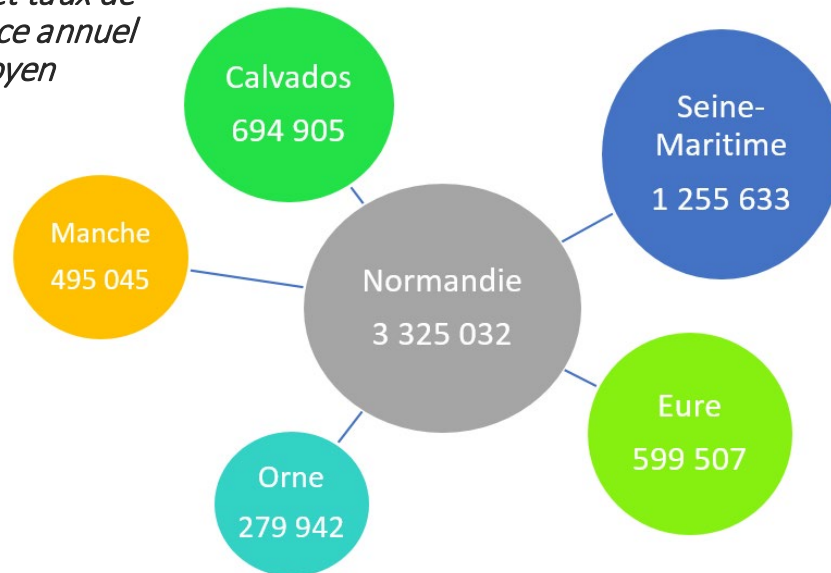 et taux de
ce annuel
Calvados
694 905
Seine-
Maritime
1 255 633
Manche
495 045
Normandie
3 325 032
Eure
599 507
Orne
279 942